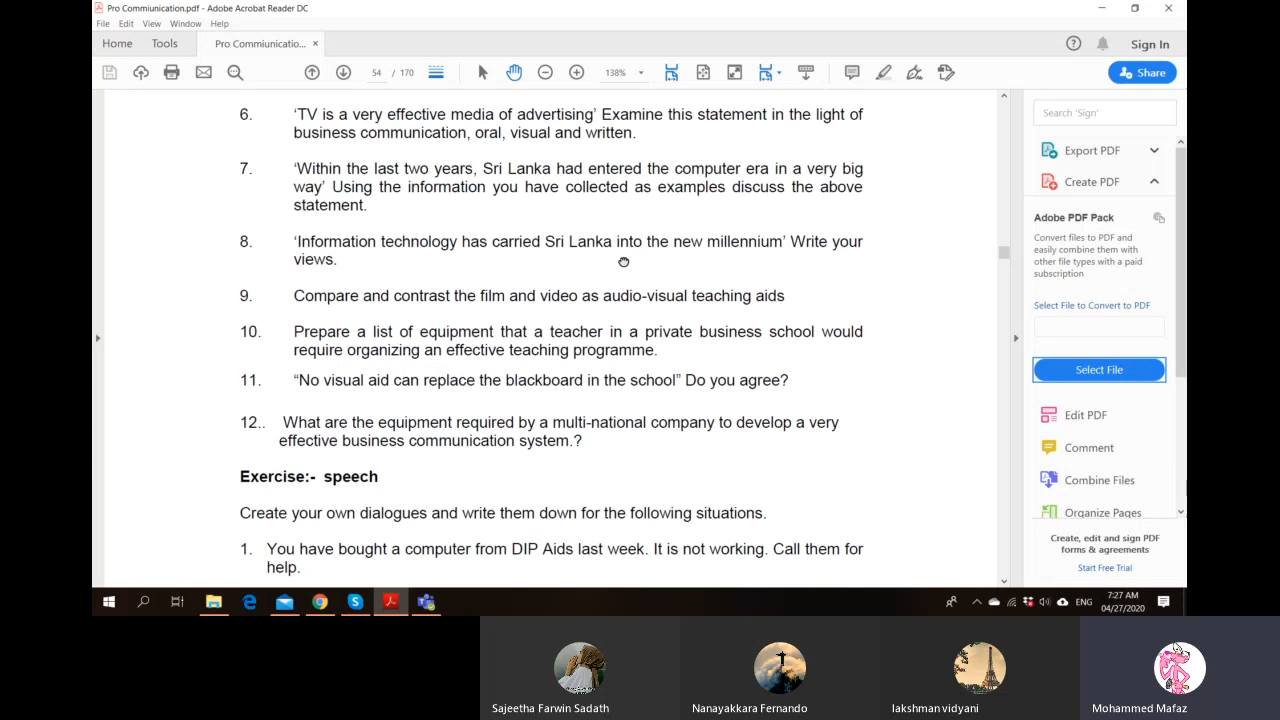 Pro Commiunication.pdf - Adobe Acrobat Reader DC
File Edit View Window Help
Home Tools Pro Commiunicatio... ×
Sign In
54 / 170 138%
Share
6. 'TV is a very effective media of advertising' Examine this statement in the light of
business communication, oral, visual and written.
7. 'Within the last two years, Sri Lanka had entered the computer era in a very big
way' Using the information you have collected as examples discuss the above
statement.
8. 'Information technology has carried Sri Lanka into the new millennium' Write your
views.
9. Compare and contrast the film and video as audio-visual teaching aids
10. Prepare a list of equipment that a teacher in a private business school would
require organizing an effective teaching programme.
11. “No visual aid can replace the blackboard in the school” Do you agree?
12.. What are the equipment required by a multi-national company to develop a very
effective business communication system.?
Exercise:- speech
Create your own dialogues and write them down for the following situations.
1. You have bought a computer from DIP Aids last week. It is not working. Call them for
help.
Search 'Sign'
Export PDF
Create PDF
Adobe PDF Pack
Convert files to PDF and
easily combine them with
other file types with a paid
subscription
Select File to Convert to PDF
Select File
Edit PDF
Comment
Combine Files
Organize Pages
Create, edit and sign PDF
forms & agreements
Start Free Trial
ENG
7:27 AM
04/27/2020
Sajeetha Farwin Sadath
Nanayakkara Fernando
lakshman vidyani
Mohammed Mafaz